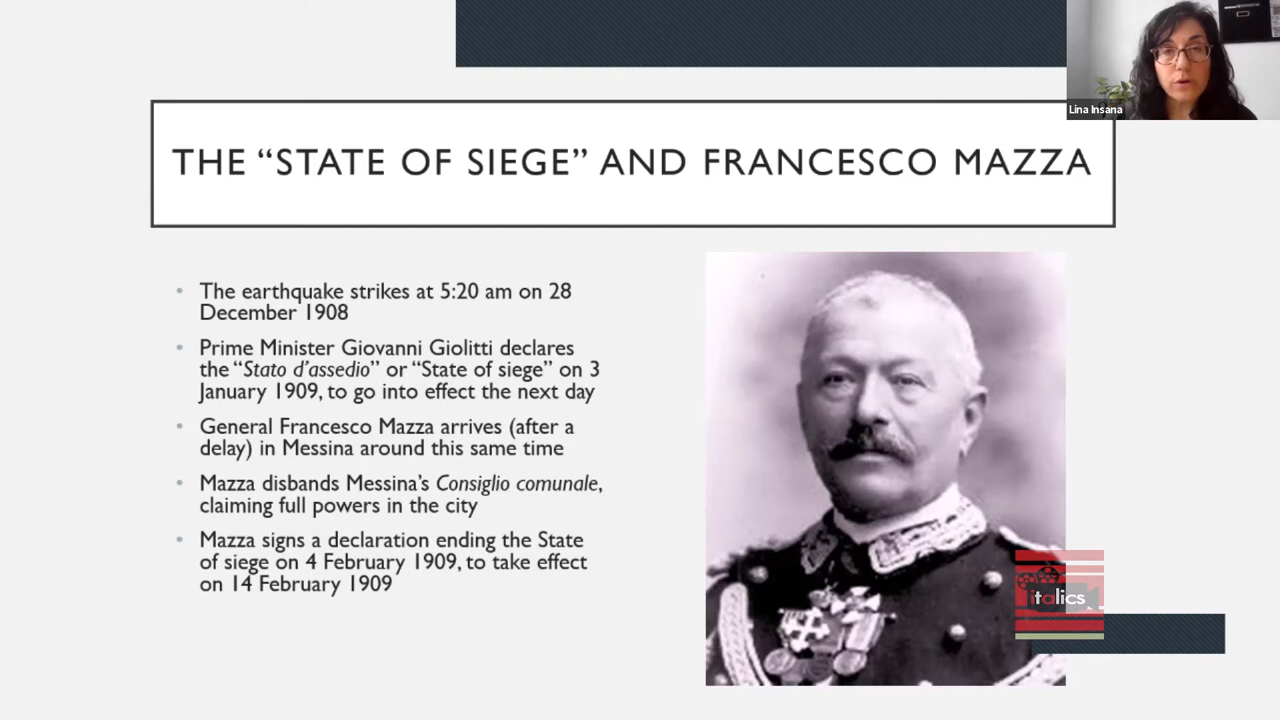 Lina Insana
THE “STATE OF SIEGE” AND FRANCESCO MAZZA
• The earthquake strikes at 5:20 am on 28
December 1908
• Prime Minister Giovanni Giolitti declares
the “Stato d’assedio” or “State of siege” on 3
January 1909, to go into effect the next day
• General Francesco Mazza arrives (after a
delay) in Messina around this same time
• Mazza disbands Messina’s Consiglio comunale,
claiming full powers in the city
• Mazza signs a declaration ending the State
of siege on 4 February 1909, to take effect
on 14 February 1909
italics